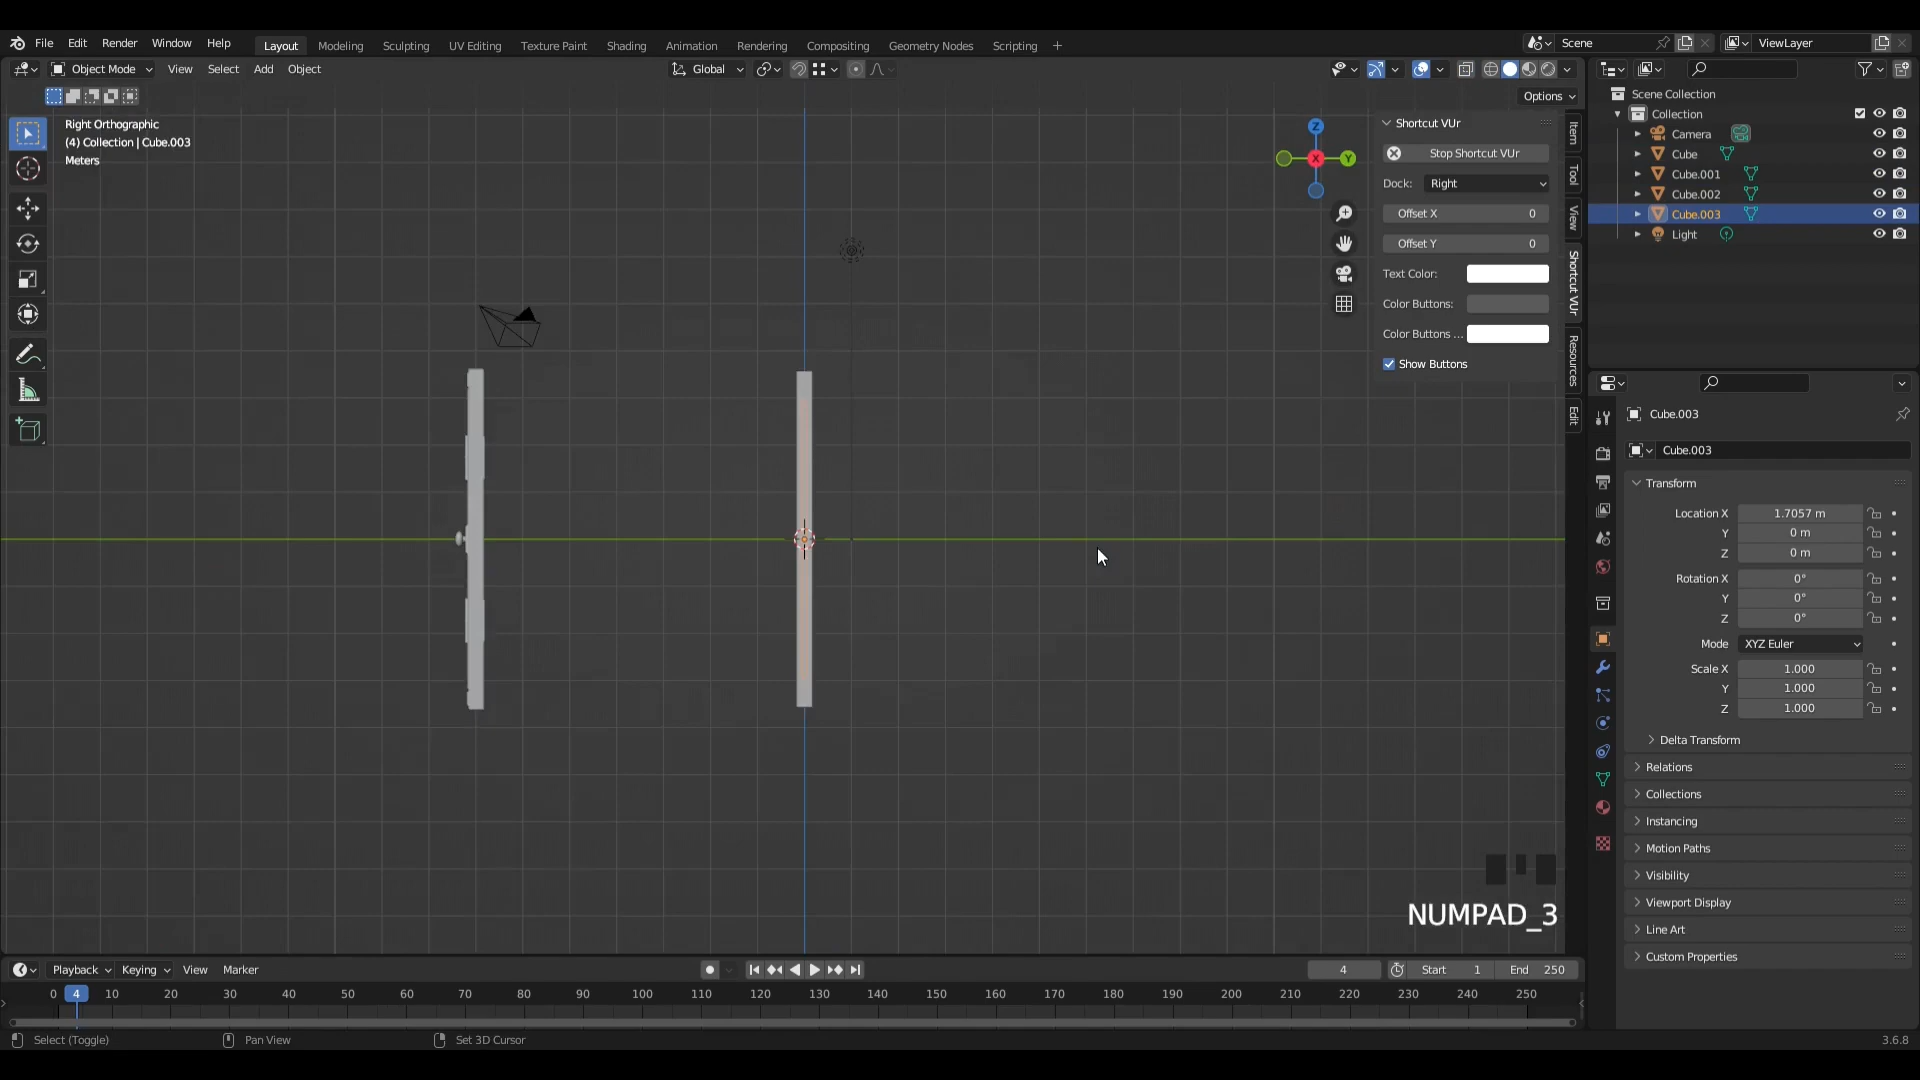 File Edit Render Window Help Layout Modeling Sculpting UV Editing Texture Paint Shading Animation Rendering Compositing Geometry Nodes Scripting + Scene ViewLayer
Object Mode View Select Add Object Global
Options
Right Orthographic
(4) Collection | Cube.003
Meters
Z
X
Y
Shortcut VUr
Stop Shortcut VUr
Dock: Right
Offset X 0
Offset Y 0
Text Color:
Color Buttons:
Color Buttons ...
Show Buttons
Item
Tool
View
Shortcut VUr
Resources
Edit
Scene Collection
Collection
Camera
Cube
Cube.001
Cube.002
Cube.003
Light
Cube.003
Cube.003
Transform
Location X 1.7057 m
Y 0 m
Z 0 m
Rotation X 0°
Y 0°
Z 0°
Mode XYZ Euler
Scale X 1.000
Y 1.000
Z 1.000
Delta Transform
Relations
Collections
Instancing
Motion Paths
Visibility
Viewport Display
Line Art
Custom Properties
NUMPAD_3
Playback Keying View Marker 4 Start 1 End 250
0 4 10 20 30 40 50 60 70 80 90 100 110 120 130 140 150 160 170 180 190 200 210 220 230 240 250
Select (Toggle) Pan View Set 3D Cursor 3.6.8